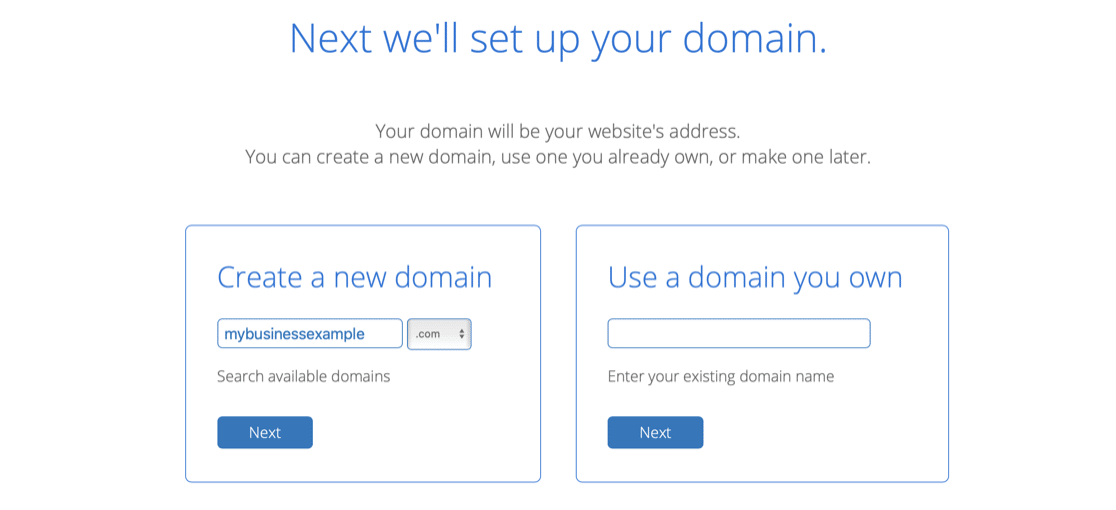 Next we'll set up your domain.
Your domain will be your website's address.
You can create a new domain, use one you already own, or make one later.
Create a new domain
mybusinessexample .com
Search available domains
Next
Use a domain you own
Enter your existing domain name
Next